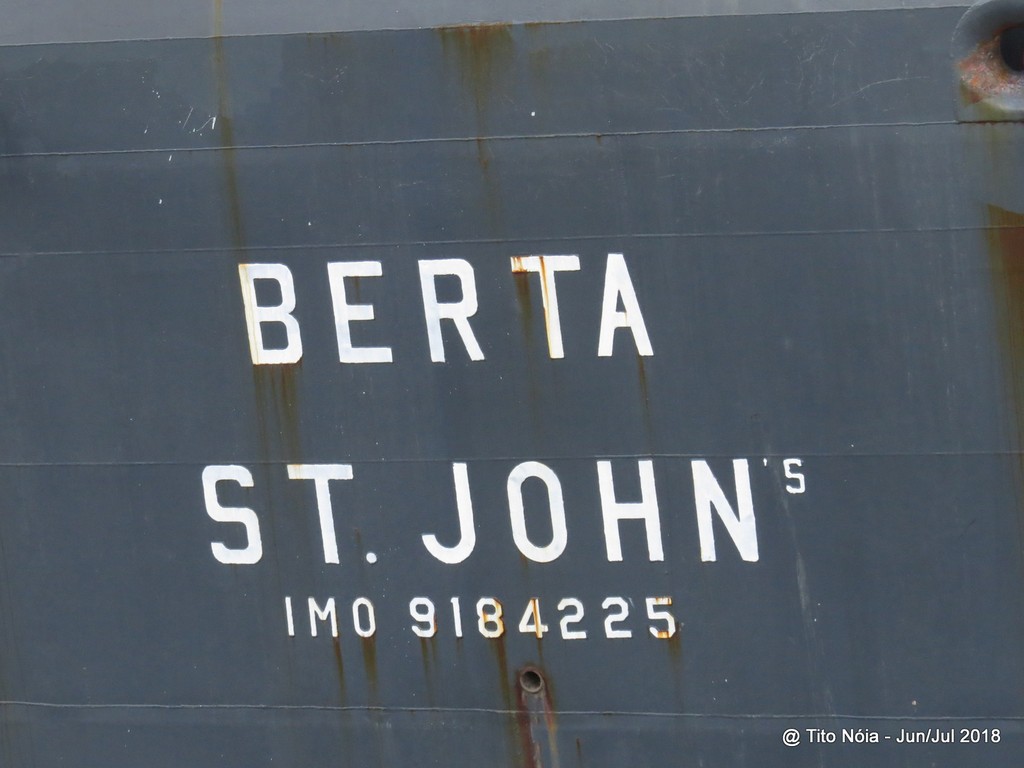 BERTA
ST. JOHN's
IMO 9184225
@ Tito Nóia - Jun/Jul 2018